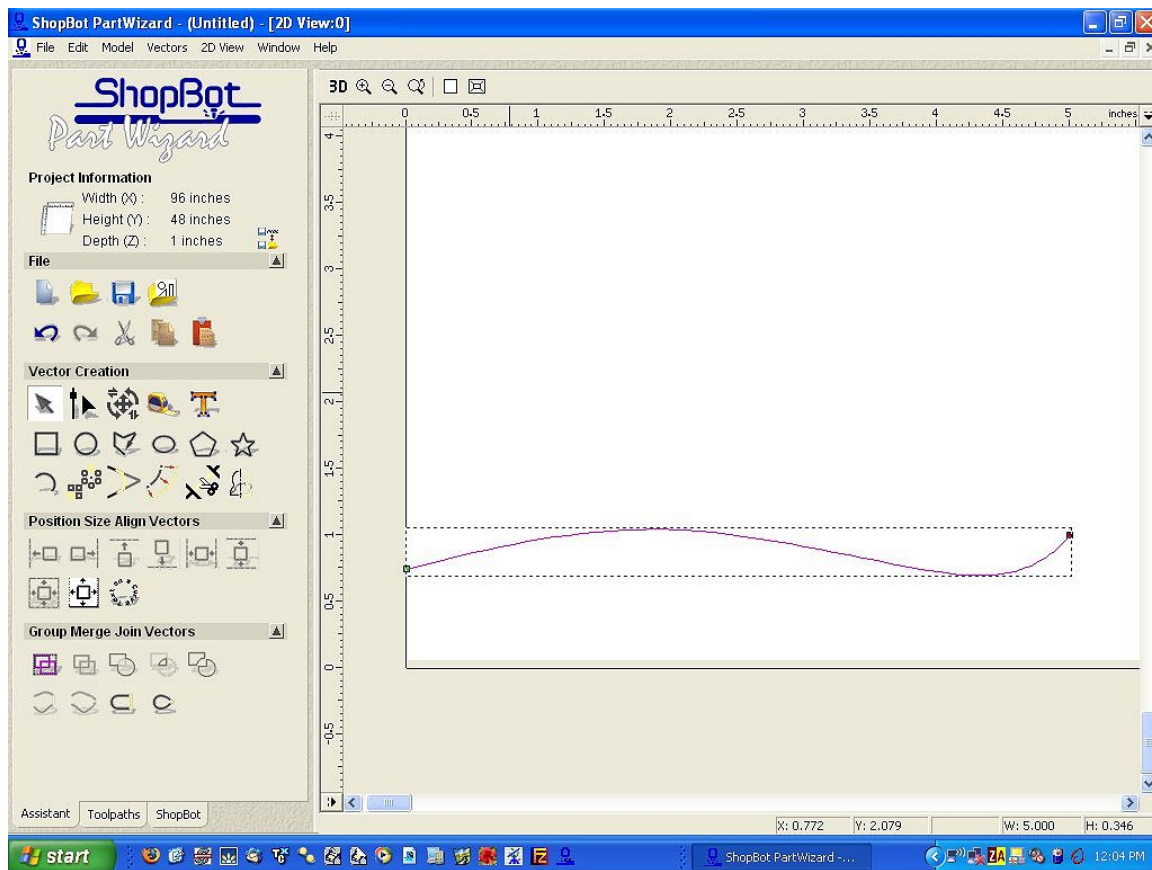 ShopBot PartWizard - (Untitled) - [2D View:0]
File Edit Model Vectors 2D View Window Help
ShopBot
Part Wizard
Project Information
Width (X) : 96 inches
Height (Y) : 48 inches
Depth (Z) : 1 inches
File
Vector Creation
Position Size Align Vectors
Group Merge Join Vectors
Assistant Toolpaths ShopBot
3D
0 0.5 1 1.5 2 2.5 3 3.5 4 4.5 5 inches
4
3.5
3
2.5
2
1.5
1
0.5
0
-0.5
X: 0.772 Y: 2.079 W: 5.000 H: 0.346
start ShopBot PartWizard -... 12:04 PM